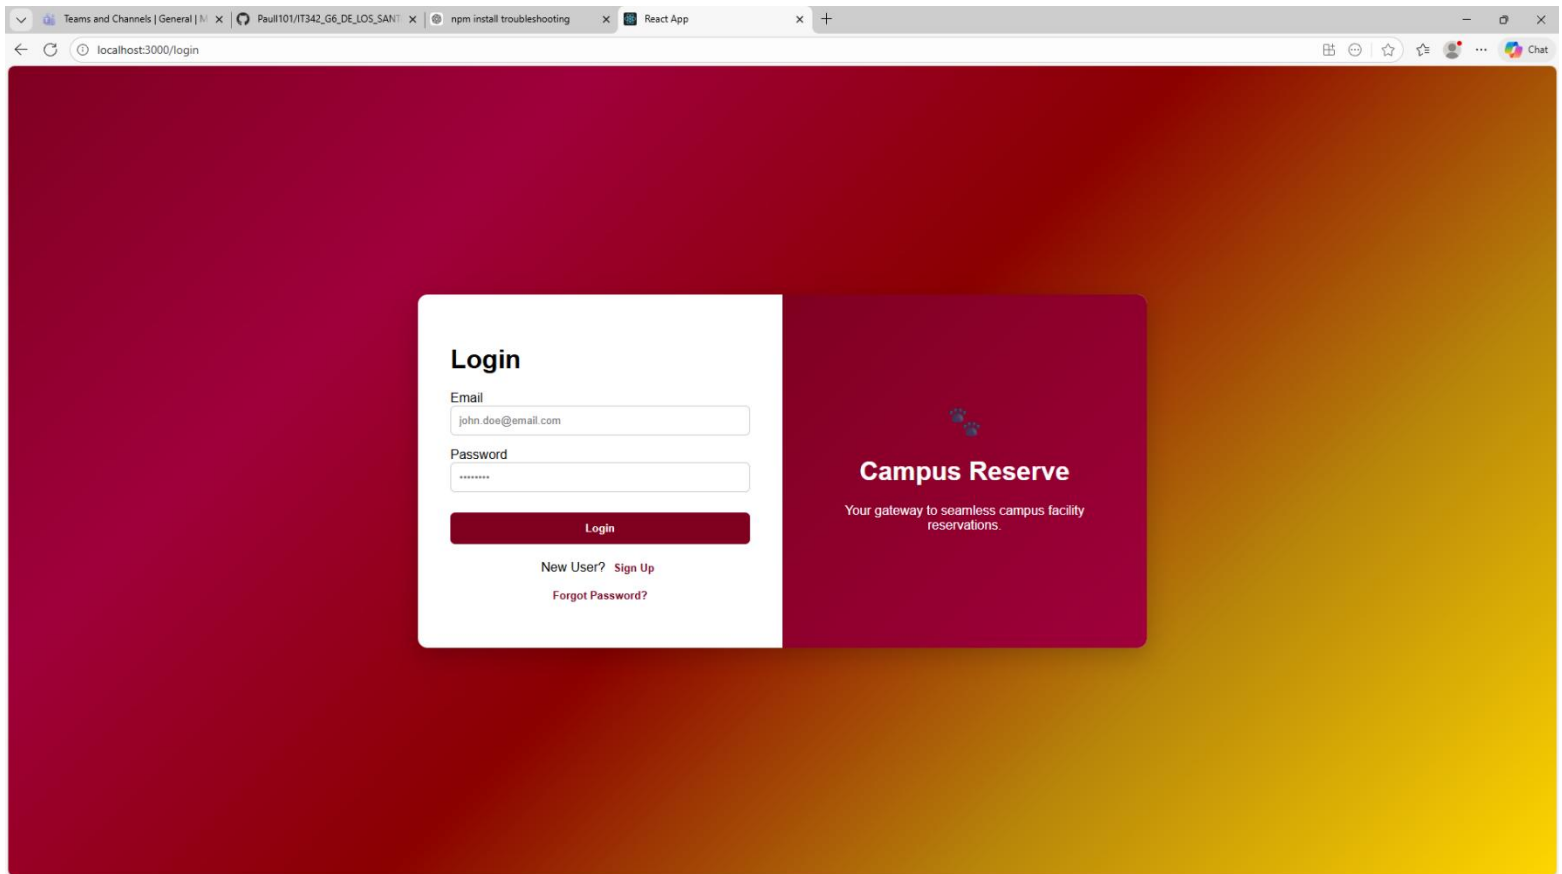 Teams and Channels | General | M
Paull101/IT342_G6_DE_LOS_SANT
npm install troubleshooting
React App
localhost:3000/login
Chat
Login
Email
john.doe@email.com
Password
Login
New User? Sign Up
Forgot Password?
Campus Reserve
Your gateway to seamless campus facility
reservations.